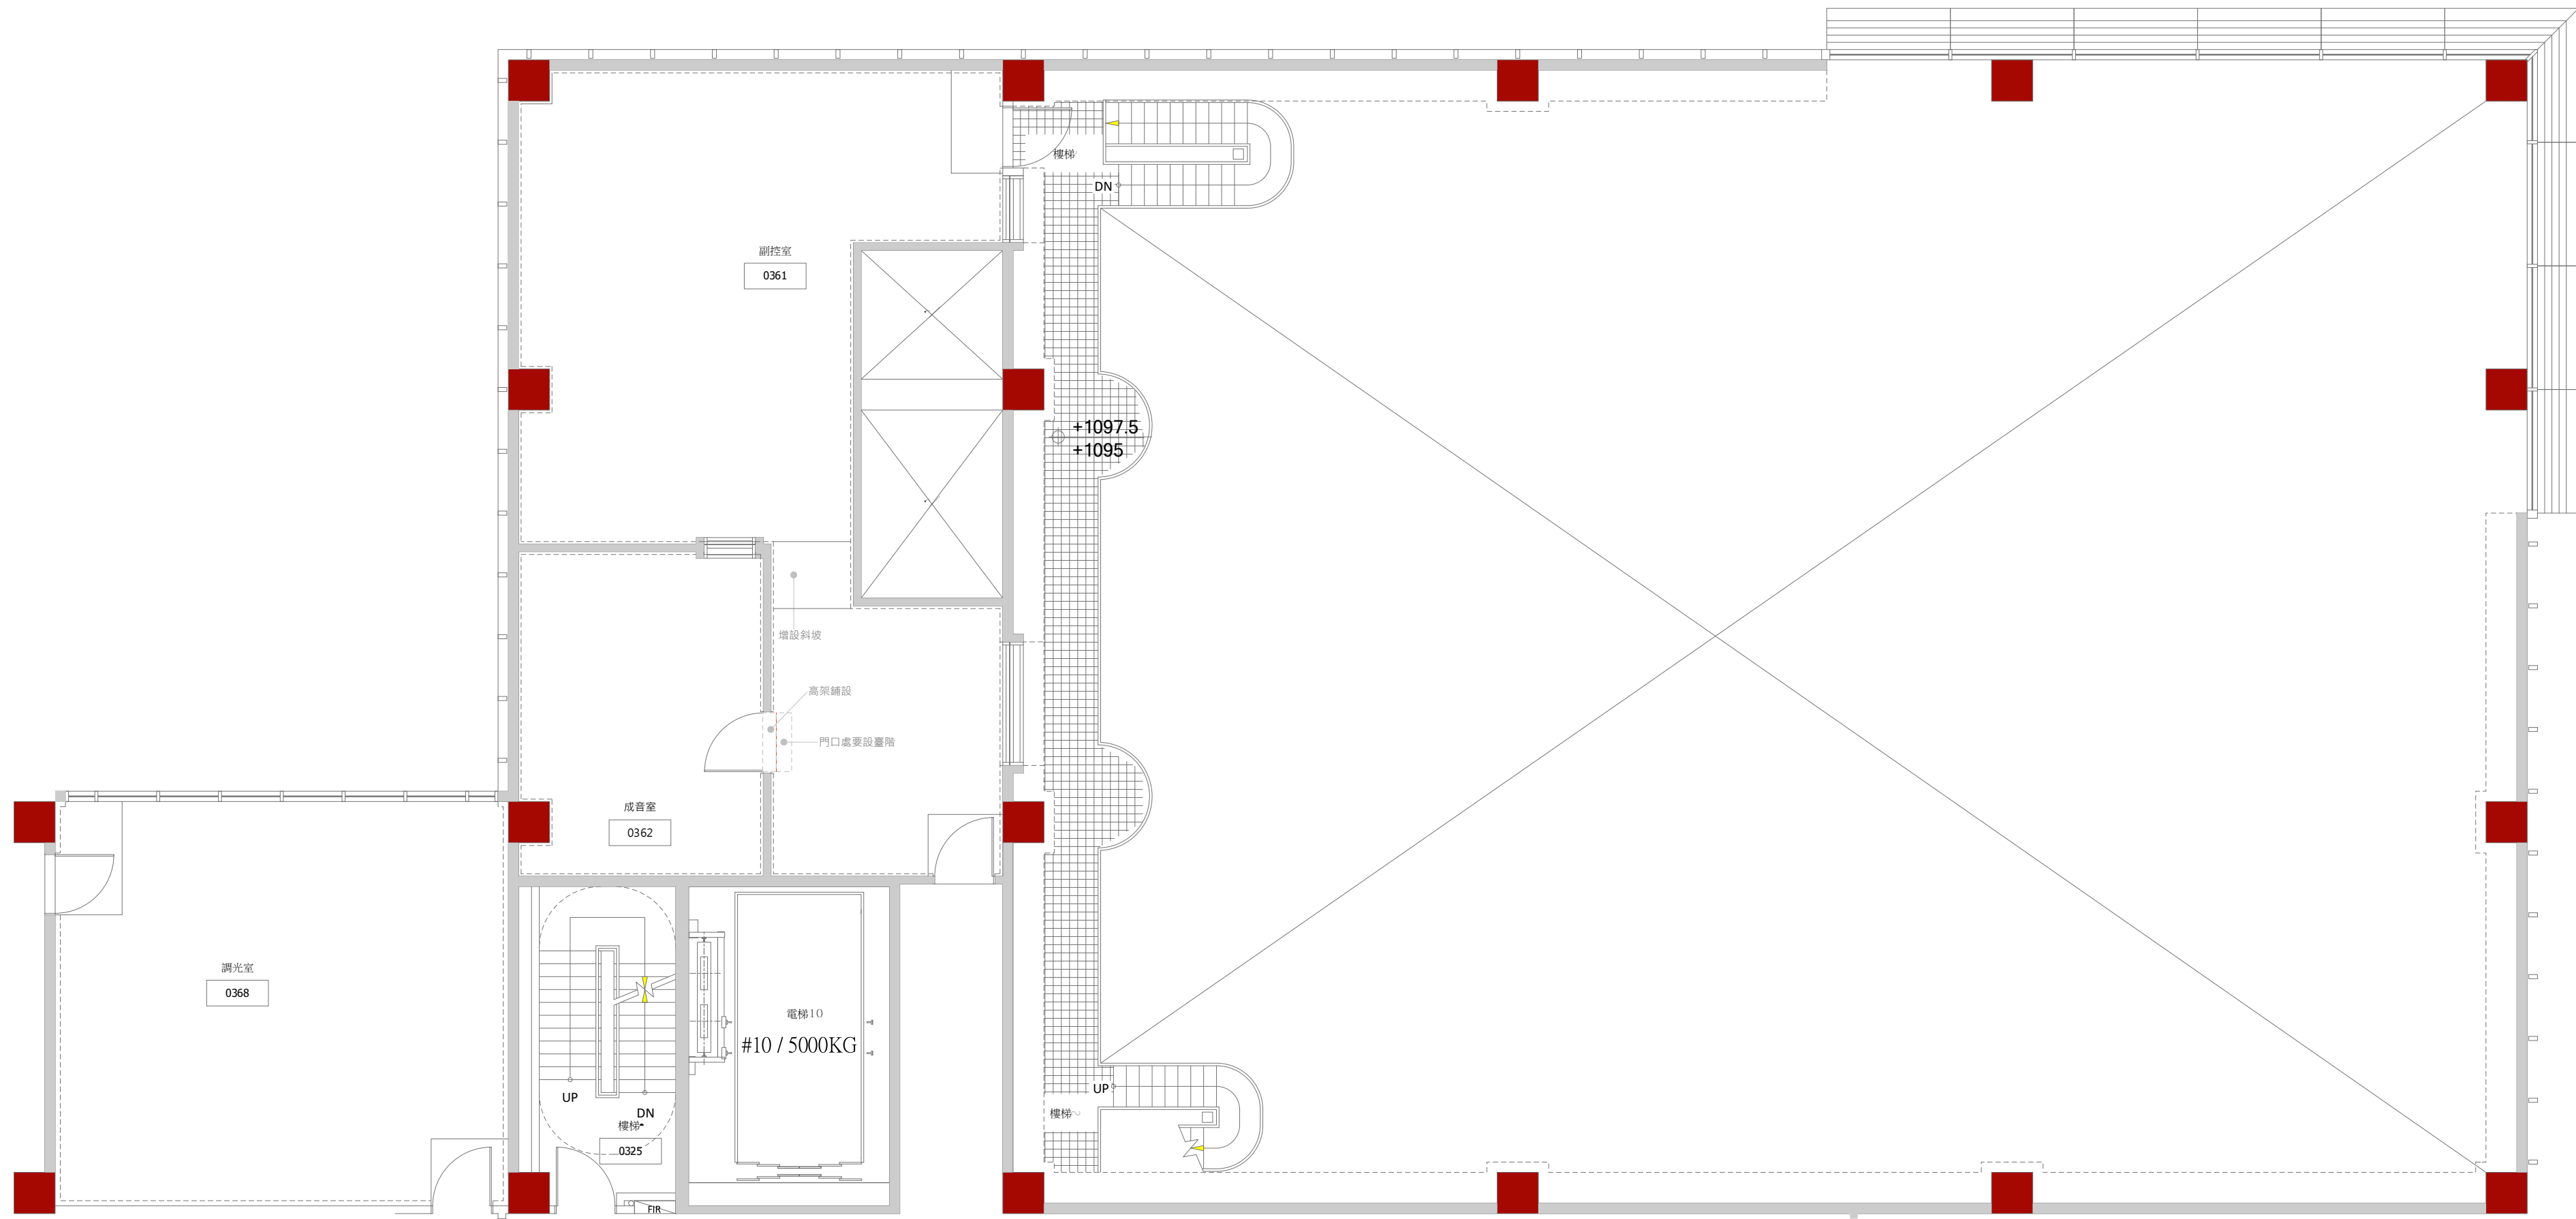 樓梯
DN
副控室
0361
+1097.5
+1095
增設斜坡
高架鋪設
門口處要設臺階
成音室
0362
調光室
0368
電梯10
#10 / 5000KG
UP
DN
樓梯
0325
FIR
UP
樓梯